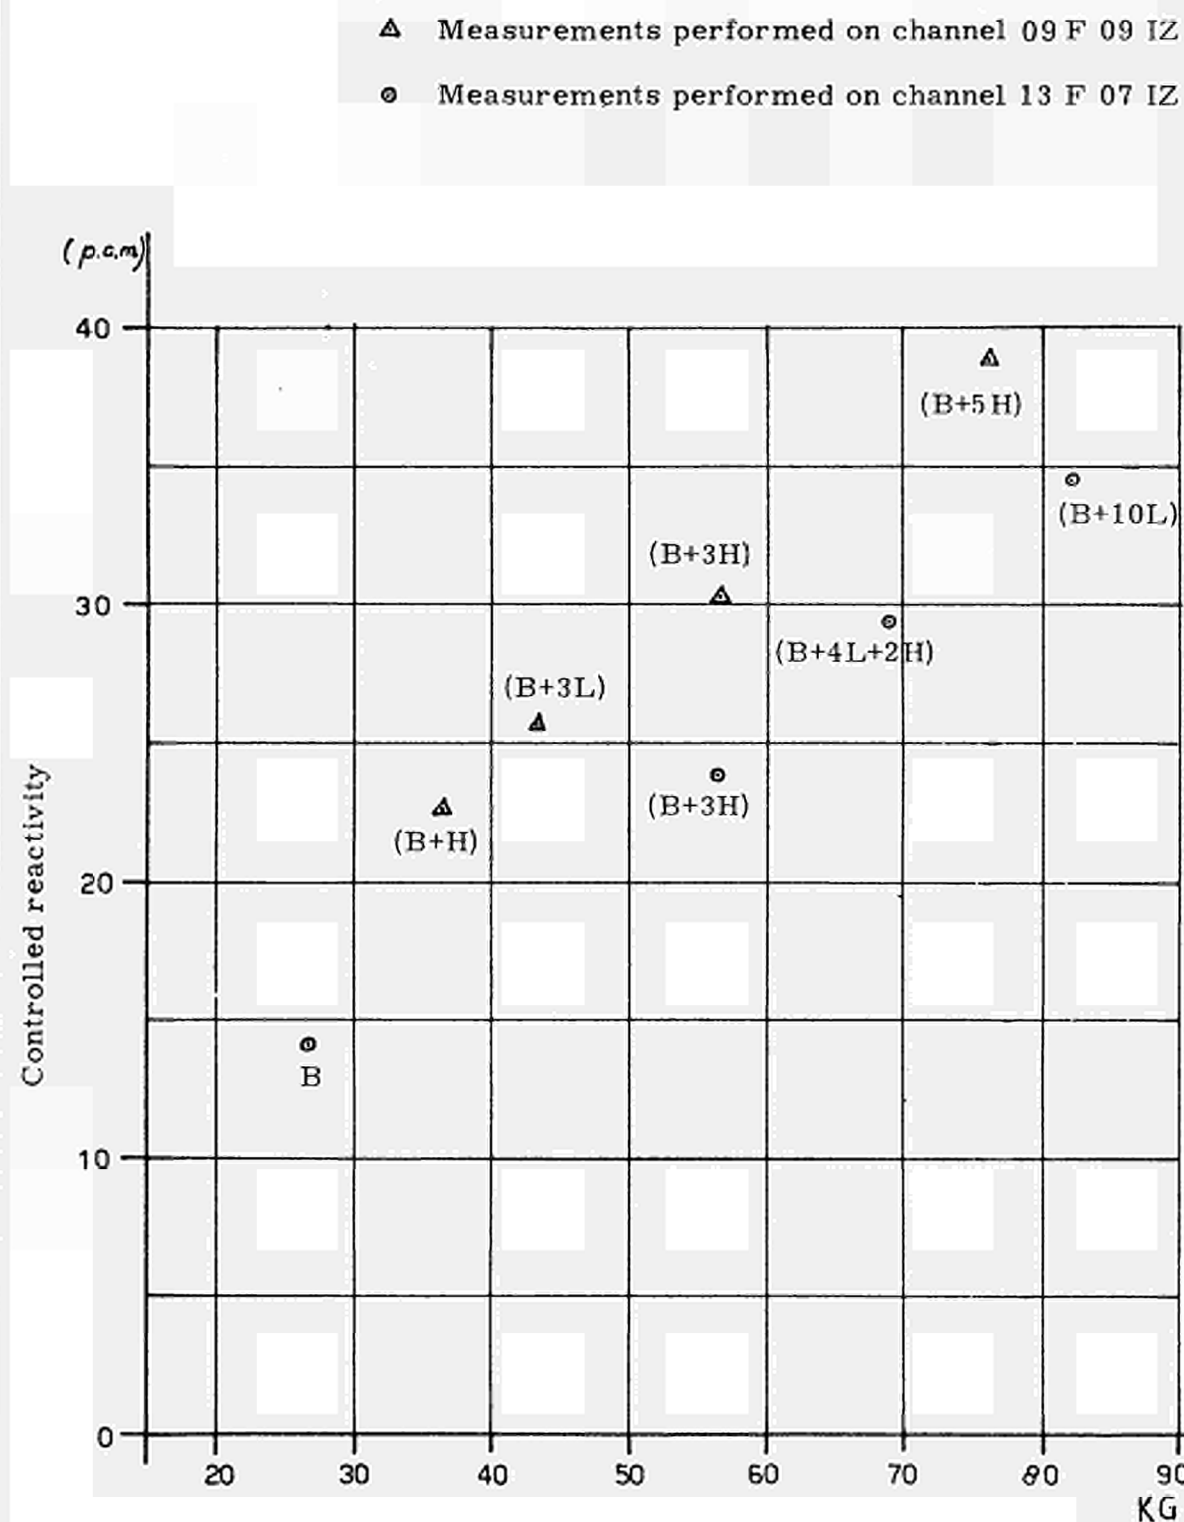 Measurements performed on channel 09 F 09 IZ
Measurements performed on channel 13 F 07 IZ
(p.c.m)
40
(B+5H)
(B+10L)
(B+3H)
30
(B+4L+2H)
(B+3L)
(B+3H)
(B+H)
20
Controlled reactivity
B
10
0
20 30 40 50 60 70 80 90
KG